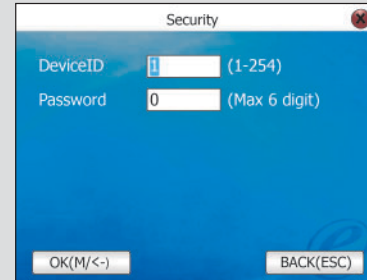 Security
DeviceID 1 (1-254)
Password 0 (Max 6 digit)
OK(M/<-) BACK(ESC)